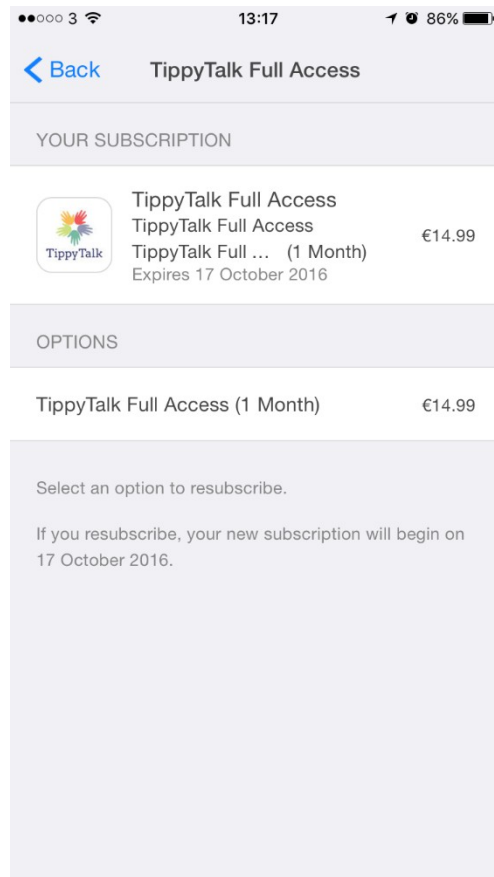 3 13:17 86%
Back TippyTalk Full Access
YOUR SUBSCRIPTION
TippyTalk
TippyTalk Full Access
TippyTalk Full Access
TippyTalk Full ... (1 Month)
Expires 17 October 2016
€14.99
OPTIONS
TippyTalk Full Access (1 Month) €14.99
Select an option to resubscribe.
If you resubscribe, your new subscription will begin on
17 October 2016.